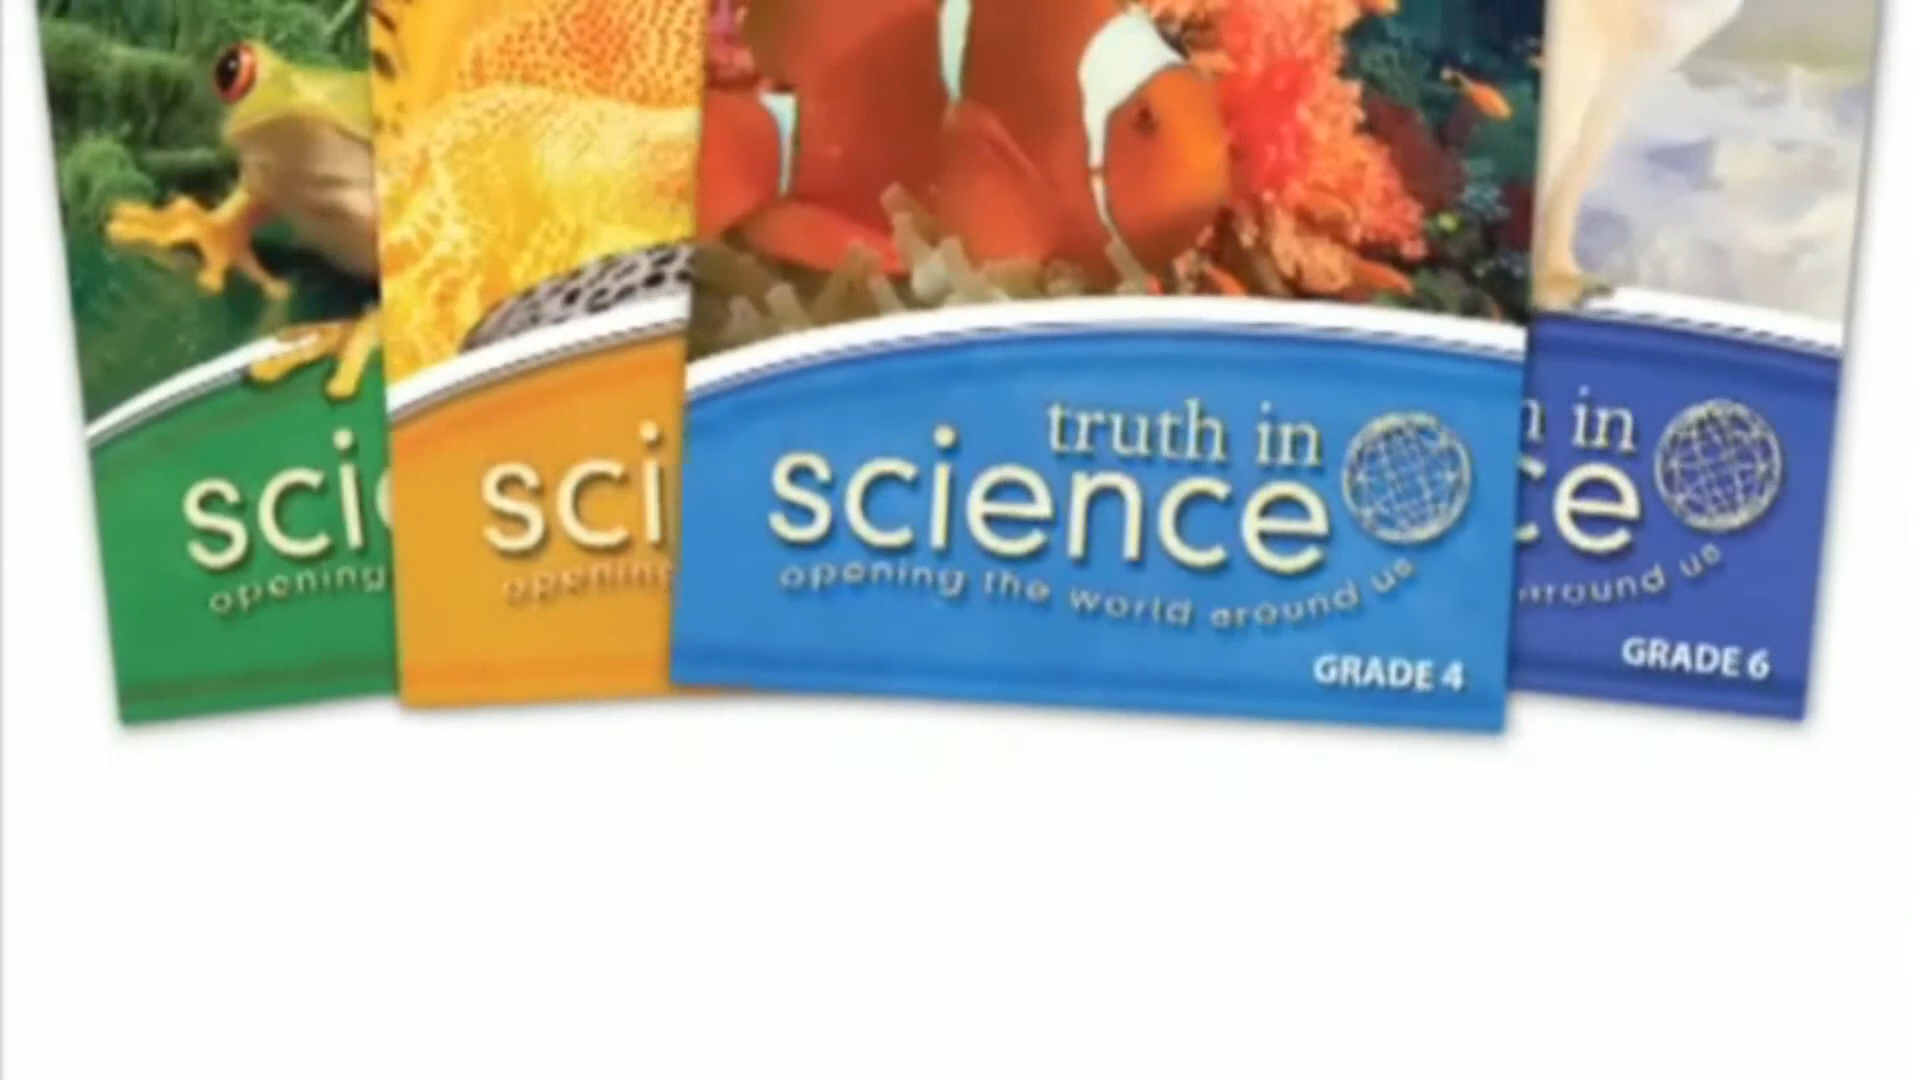 sci
opening
sci
opening
truth in
science
opening the world around us
GRADE 4
n in
ce
around us
GRADE 6